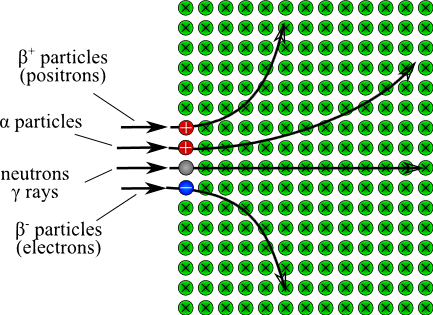 β⁺ particles
(positrons)
α particles
neutrons
γ rays
β⁻ particles
(electrons)